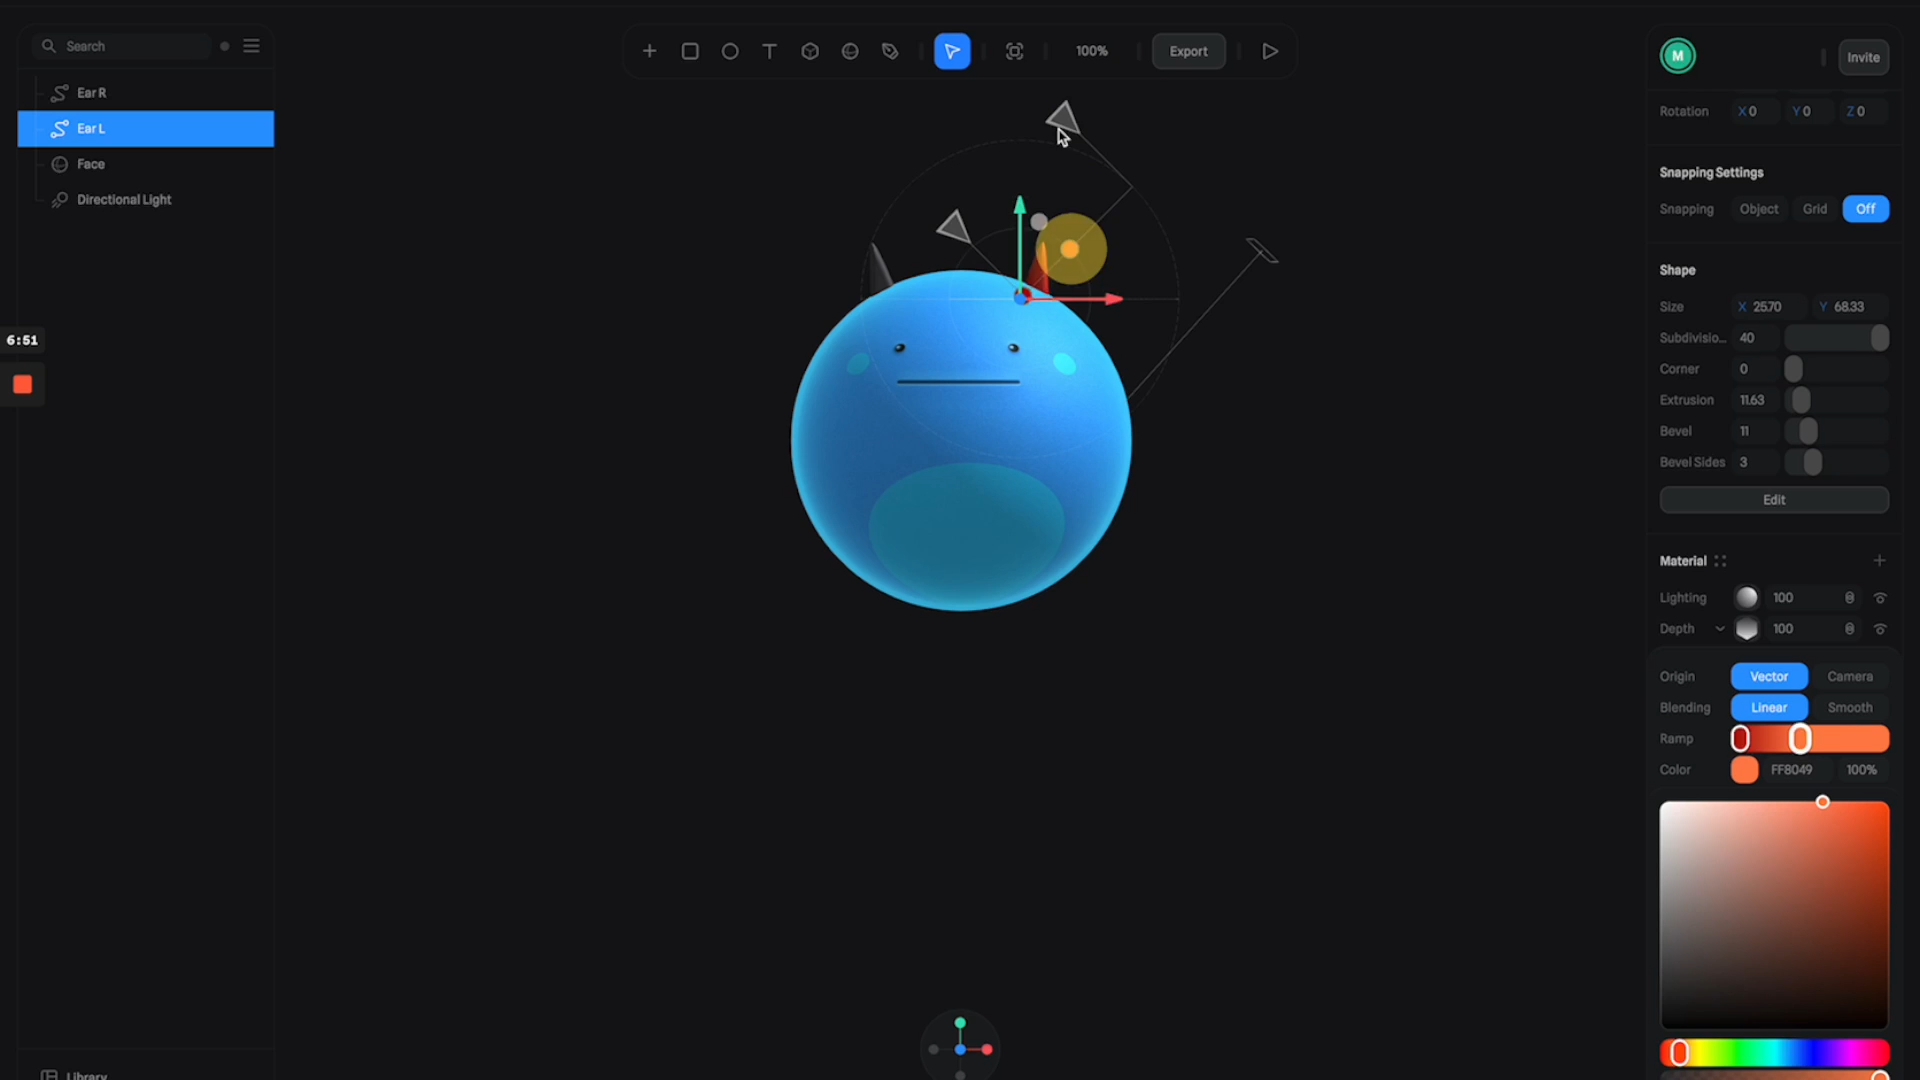 Search
100%
Export
M
Invite
Ear R
Ear L
Face
Directional Light
6:51
Rotation X 0 Y 0 Z 0
Snapping Settings
Snapping Object Grid Off
Shape
Size X 25.70 Y 68.33
Subdivisio... 40
Corner 0
Extrusion 11.63
Bevel 11
Bevel Sides 3
Edit
Material
Lighting 100
Depth 100
Origin Vector Camera
Blending Linear Smooth
Ramp
Color FF8049 100%
Library